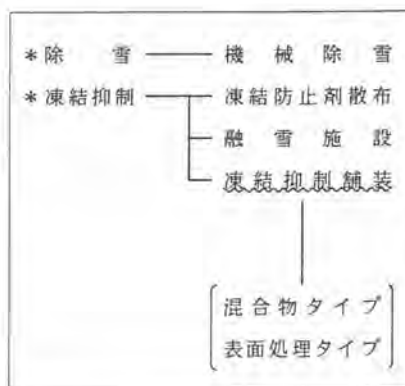 *除雪 機械除雪
*凍結抑制 凍結防止剤散布
融雪施設
凍結抑制舗装
混合物タイプ
表面処理タイプ